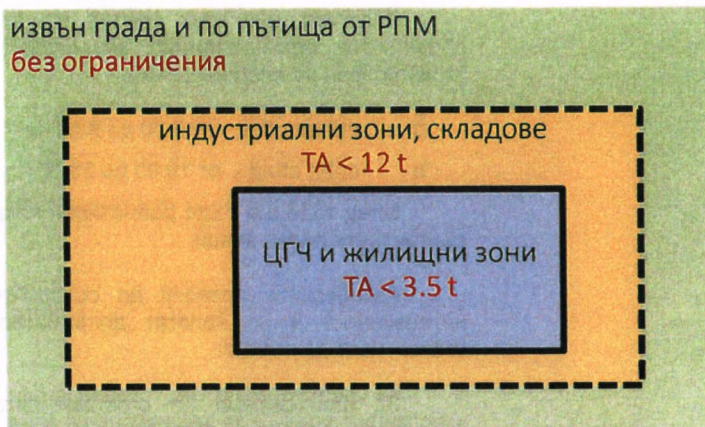 извън града и по пътища от РПМ
без ограничения
индустриални зони, складове
ТА < 12 t
ЦГЧ и жилищни зони
ТА < 3.5 t